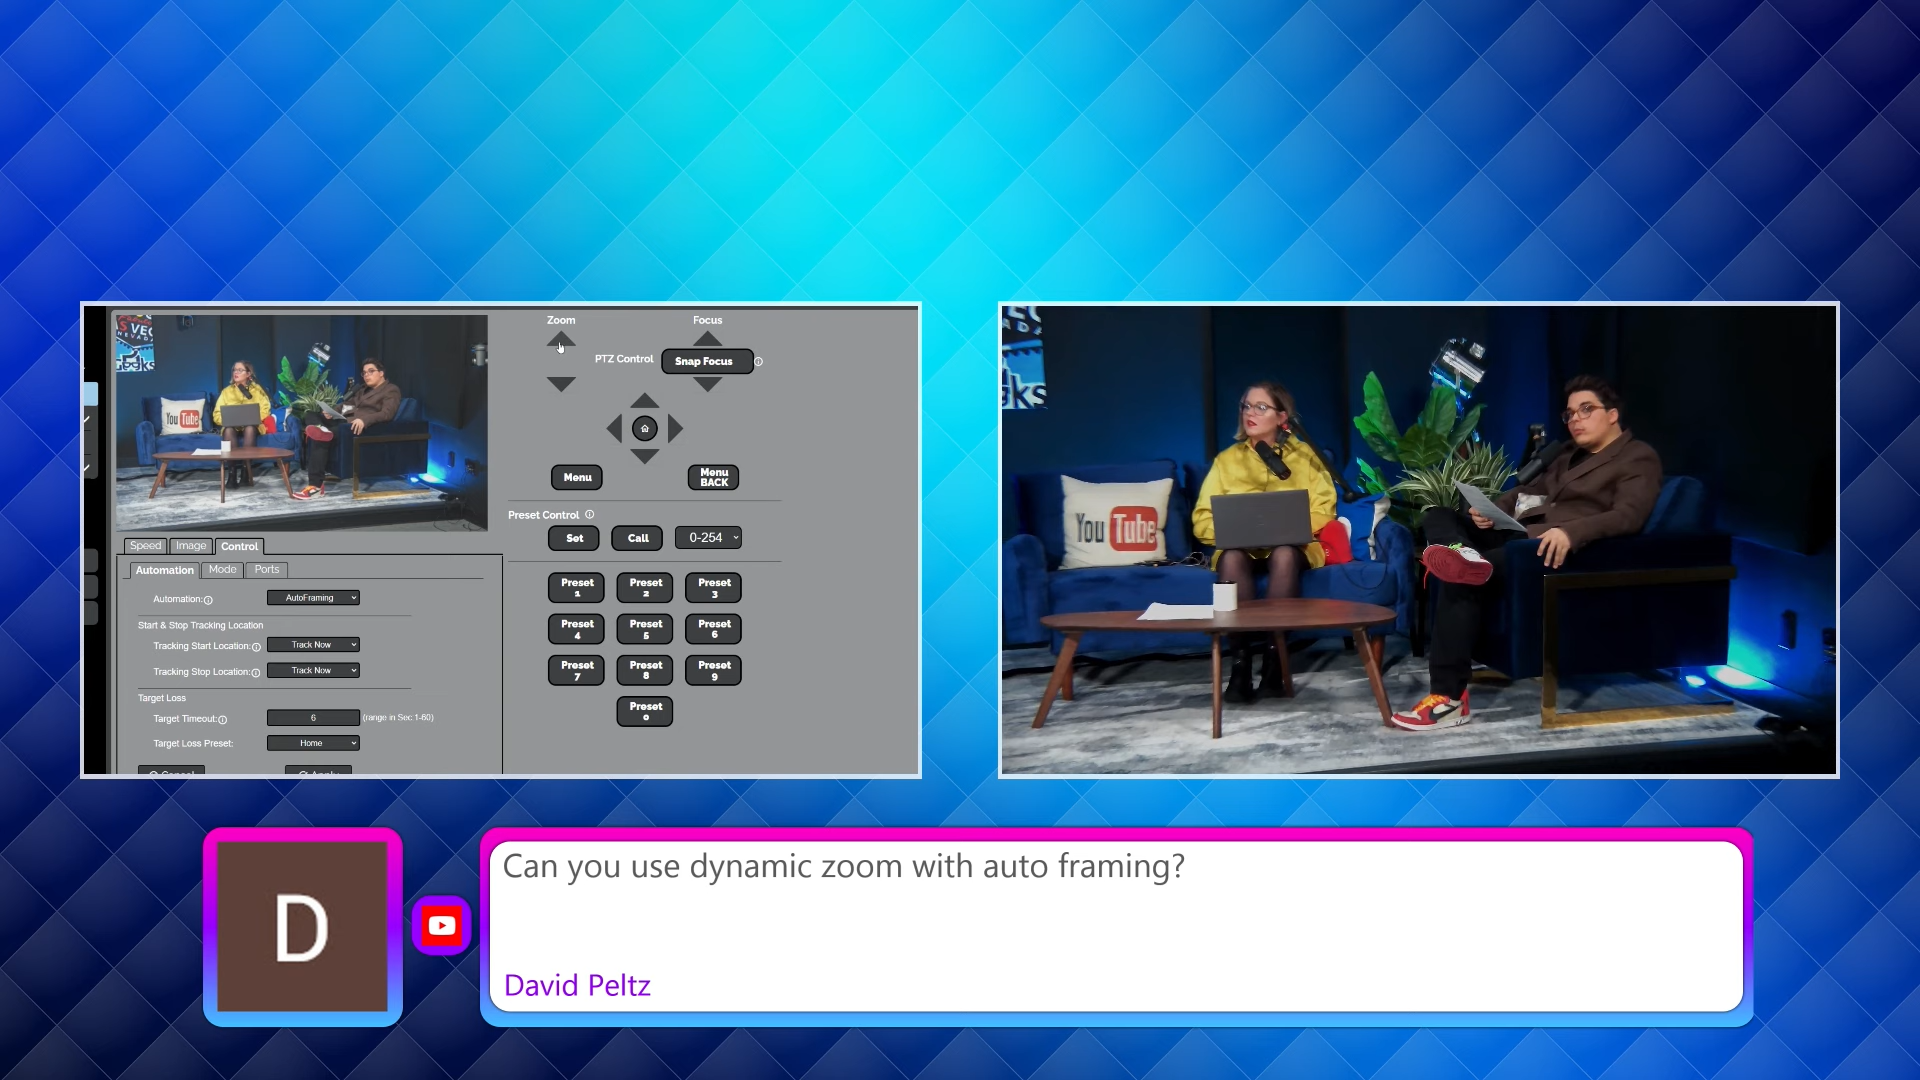 Zoom
Focus
PTZ Control
Snap Focus
Menu
Menu
BACK
Preset Control
Set
Call
0-254
Preset
1
Preset
2
Preset
3
Preset
4
Preset
5
Preset
6
Preset
7
Preset
8
Preset
9
Preset
0
Speed
Image
Control
Automation
Mode
Ports
Automation:
AutoFraming
Start & Stop Tracking Location
Tracking Start Location:
Track Now
Tracking Stop Location:
Track Now
Target Loss
Target Timeout:
6
(range in Sec 1-60)
Target Loss Preset:
Home
Cancel
Apply
You Tube
You Tube
D
Can you use dynamic zoom with auto framing?
David Peltz